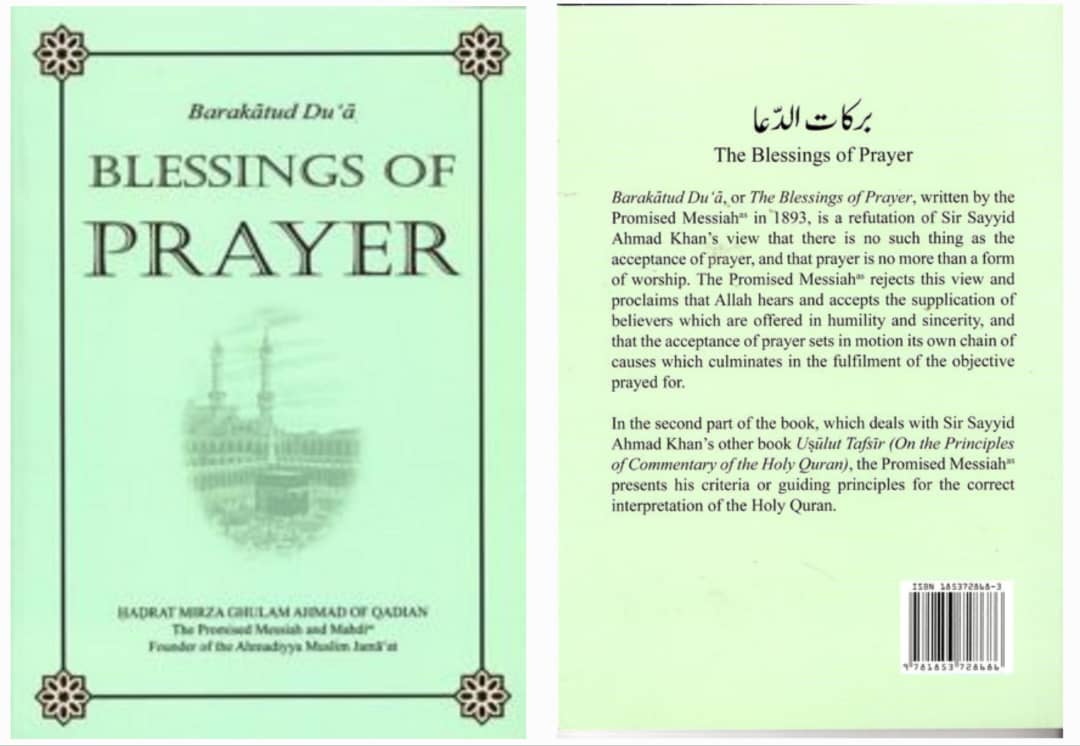 Barakātud Du‘ā
BLESSINGS OF
PRAYER
HADRAT MIRZA GHULAM AHMAD OF QADIAN
The Promised Messiah and Mahdi ᵃˢ
Founder of the Ahmadiyya Muslim Jamā‘at
برکات الدّعا
The Blessings of Prayer
Barakātud Du‘ā, or The Blessings of Prayer, written by the
Promised Messiahᵃˢ in 1893, is a refutation of Sir Sayyid
Ahmad Khan’s view that there is no such thing as the
acceptance of prayer, and that prayer is no more than a form
of worship. The Promised Messiahᵃˢ rejects this view and
proclaims that Allah hears and accepts the supplication of
believers which are offered in humility and sincerity, and
that the acceptance of prayer sets in motion its own chain of
causes which culminates in the fulfilment of the objective
prayed for.
In the second part of the book, which deals with Sir Sayyid
Ahmad Khan’s other book Uṣūlut Tafsīr (On the Principles
of Commentary of the Holy Quran), the Promised Messiahᵃˢ
presents his criteria or guiding principles for the correct
interpretation of the Holy Quran.
ISBN 185372868-3
9 781853 728686